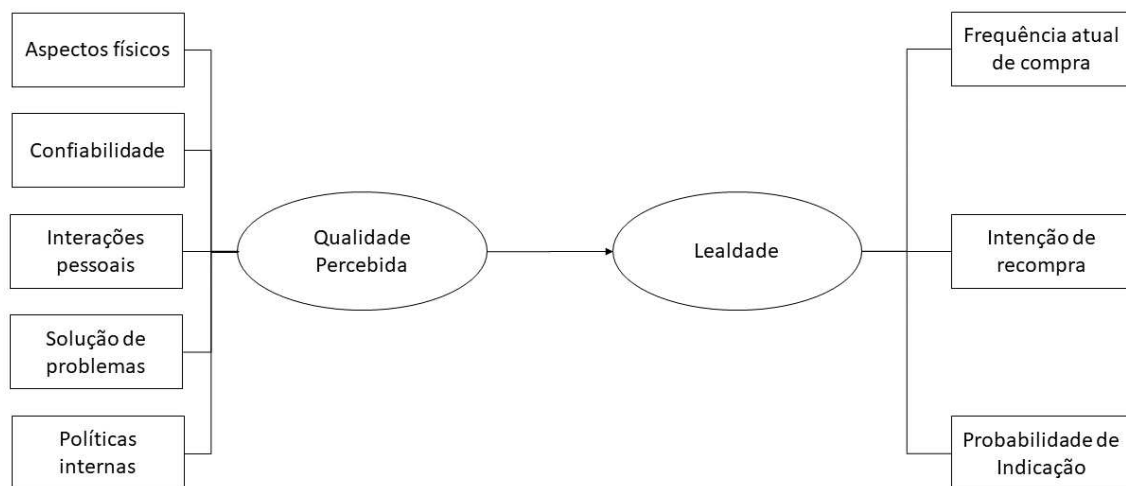 Aspectos físicos
Confiabilidade
Interações
pessoais
Solução de
problemas
Políticas
internas
Qualidade
Percebida
Lealdade
Frequência atual
de compra
Intenção de
recompra
Probabilidade de
Indicação